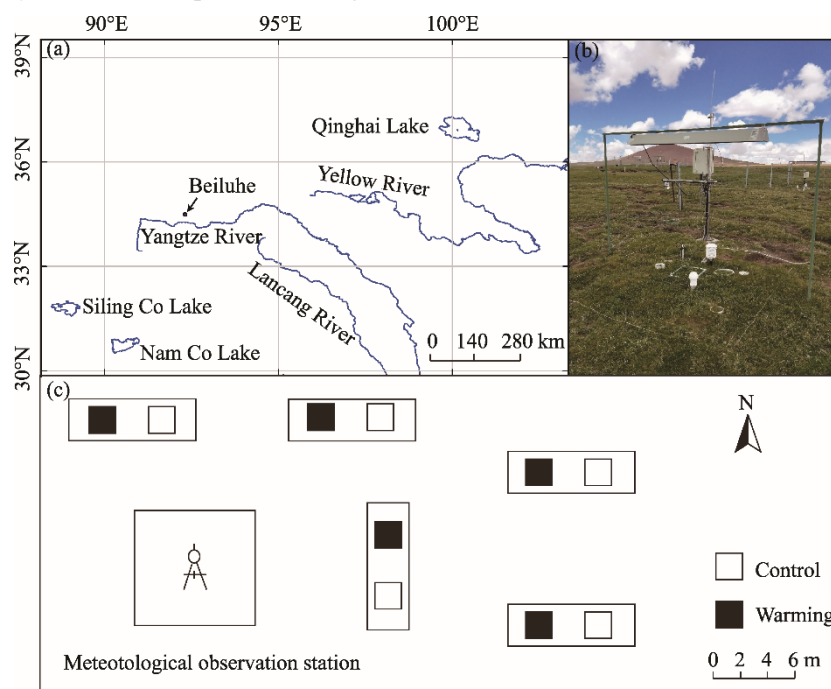 90°E 95°E 100°E
(a)
(b)
39°N
36°N
33°N
30°N
Qinghai Lake
Yellow River
Beiluhe
Yangtze River
Lancang River
Siling Co Lake
Nam Co Lake
0 140 280 km
(c)
N
Control
Warming
Meteotological observation station
0 2 4 6 m